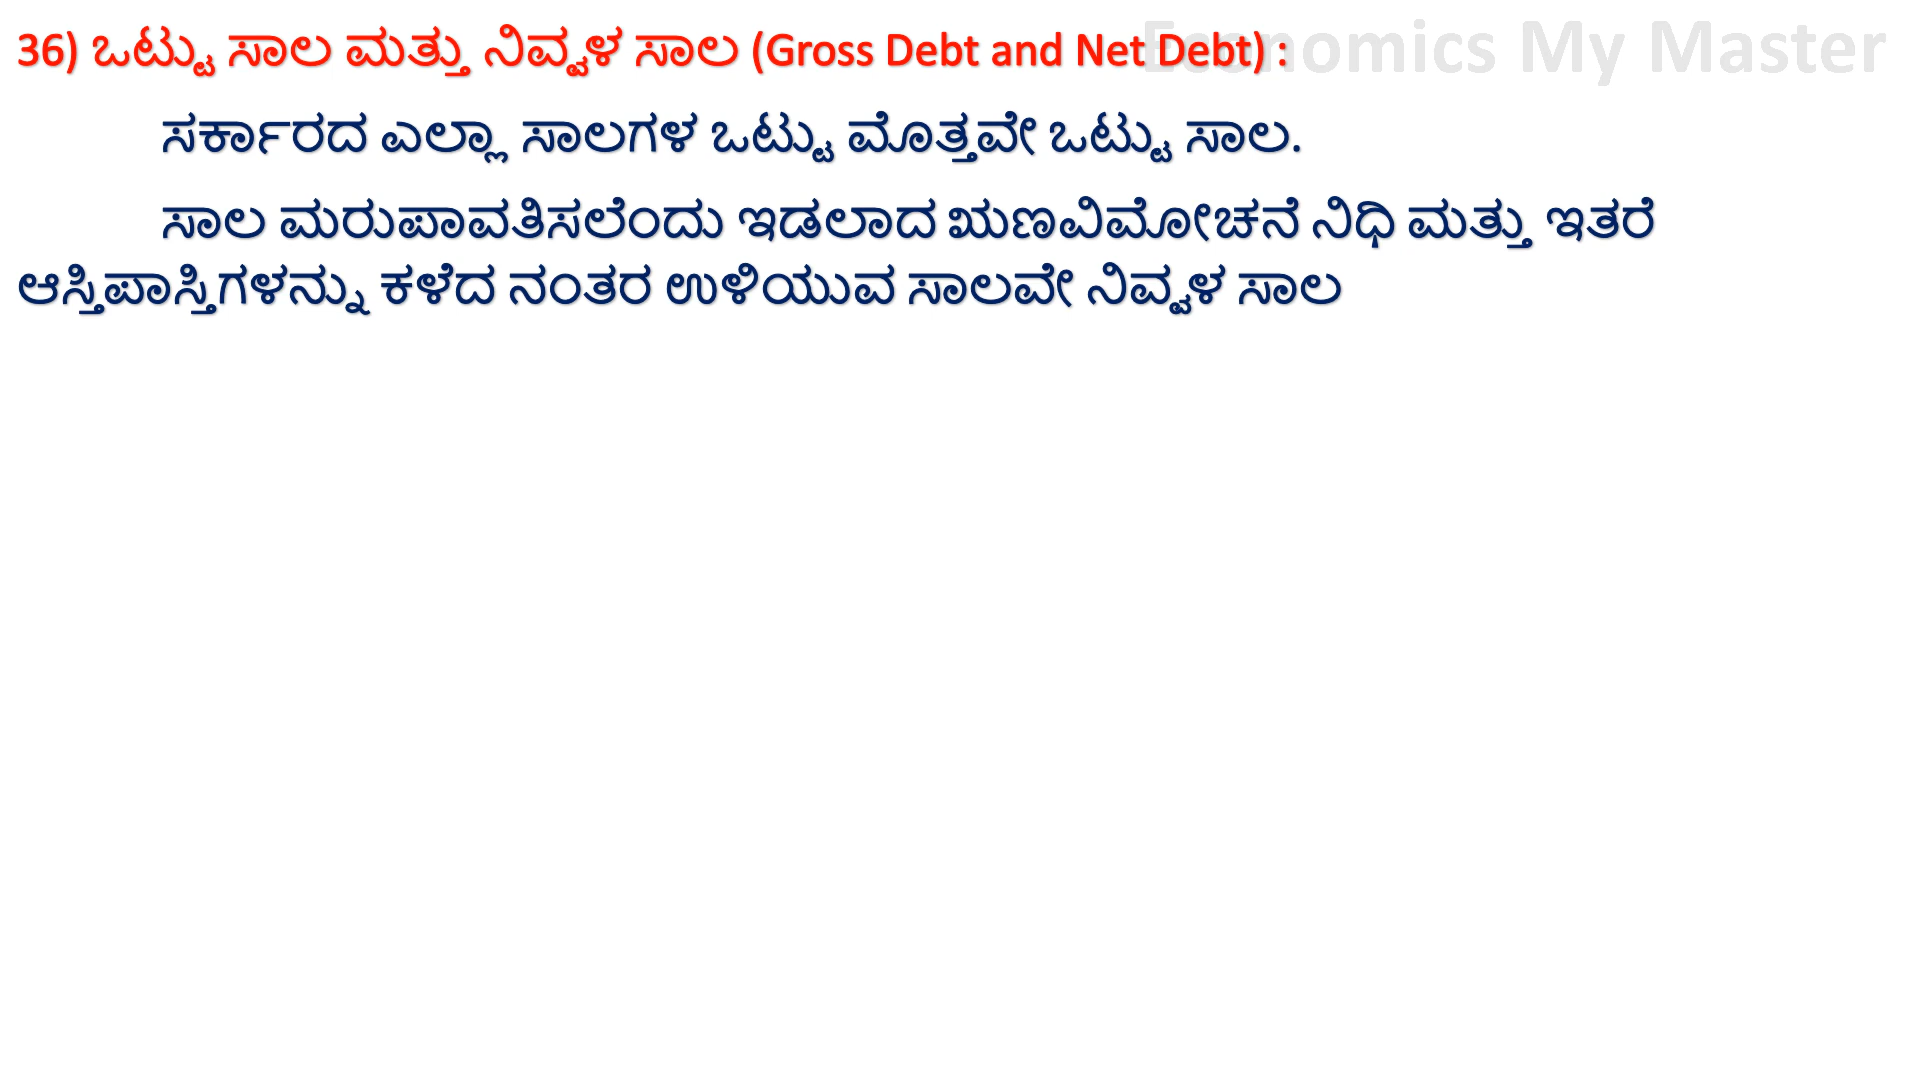 36) ಒಟ್ಟು ಸಾಲ ಮತ್ತು ನಿವ್ವಳ ಸಾಲ (Gross Debt and Net Debt) :
Economics My Master
ಸರ್ಕಾರದ ಎಲ್ಲಾ ಸಾಲಗಳ ಒಟ್ಟು ಮೊತ್ತವೇ ಒಟ್ಟು ಸಾಲ.
ಸಾಲ ಮರುಪಾವತಿಸಲೆಂದು ಇಡಲಾದ ಋಣವಿಮೋಚನೆ ನಿಧಿ ಮತ್ತು ಇತರೆ
ಆಸ್ತಿಪಾಸ್ತಿಗಳನ್ನು ಕಳೆದ ನಂತರ ಉಳಿಯುವ ಸಾಲವೇ ನಿವ್ವಳ ಸಾಲ